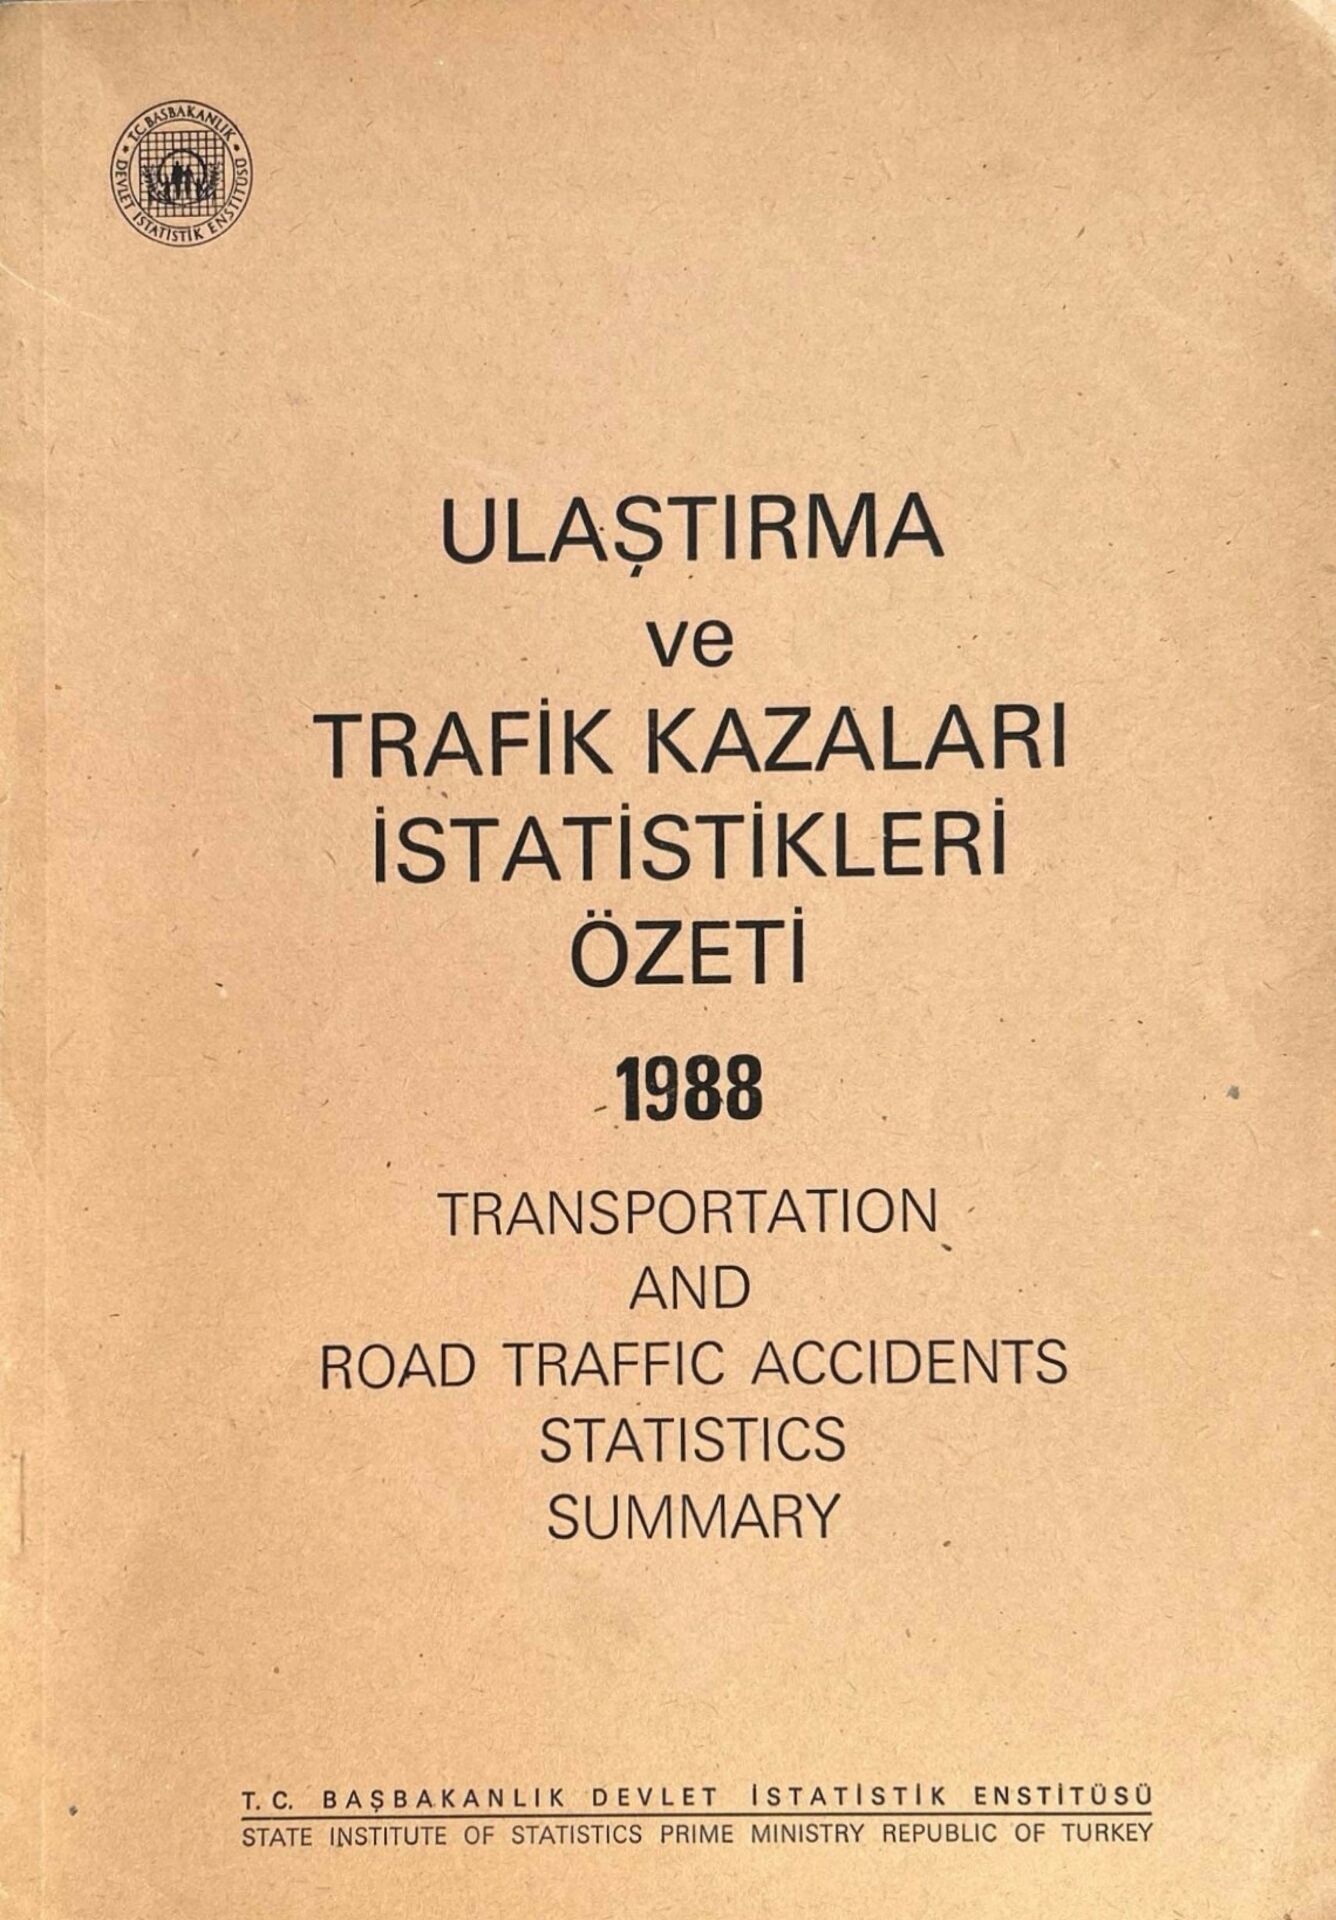 T.C. BAŞBAKANLIK
DEVLET İSTATİSTİK ENSTİTÜSÜ
ULAŞTIRMA
ve
TRAFİK KAZALARI
İSTATİSTİKLERİ
ÖZETİ
1988
TRANSPORTATION
AND
ROAD TRAFFIC ACCIDENTS
STATISTICS
SUMMARY
T. C. BAŞBAKANLIK DEVLET İSTATİSTİK ENSTİTÜSÜ
STATE INSTITUTE OF STATISTICS PRIME MINISTRY REPUBLIC OF TURKEY